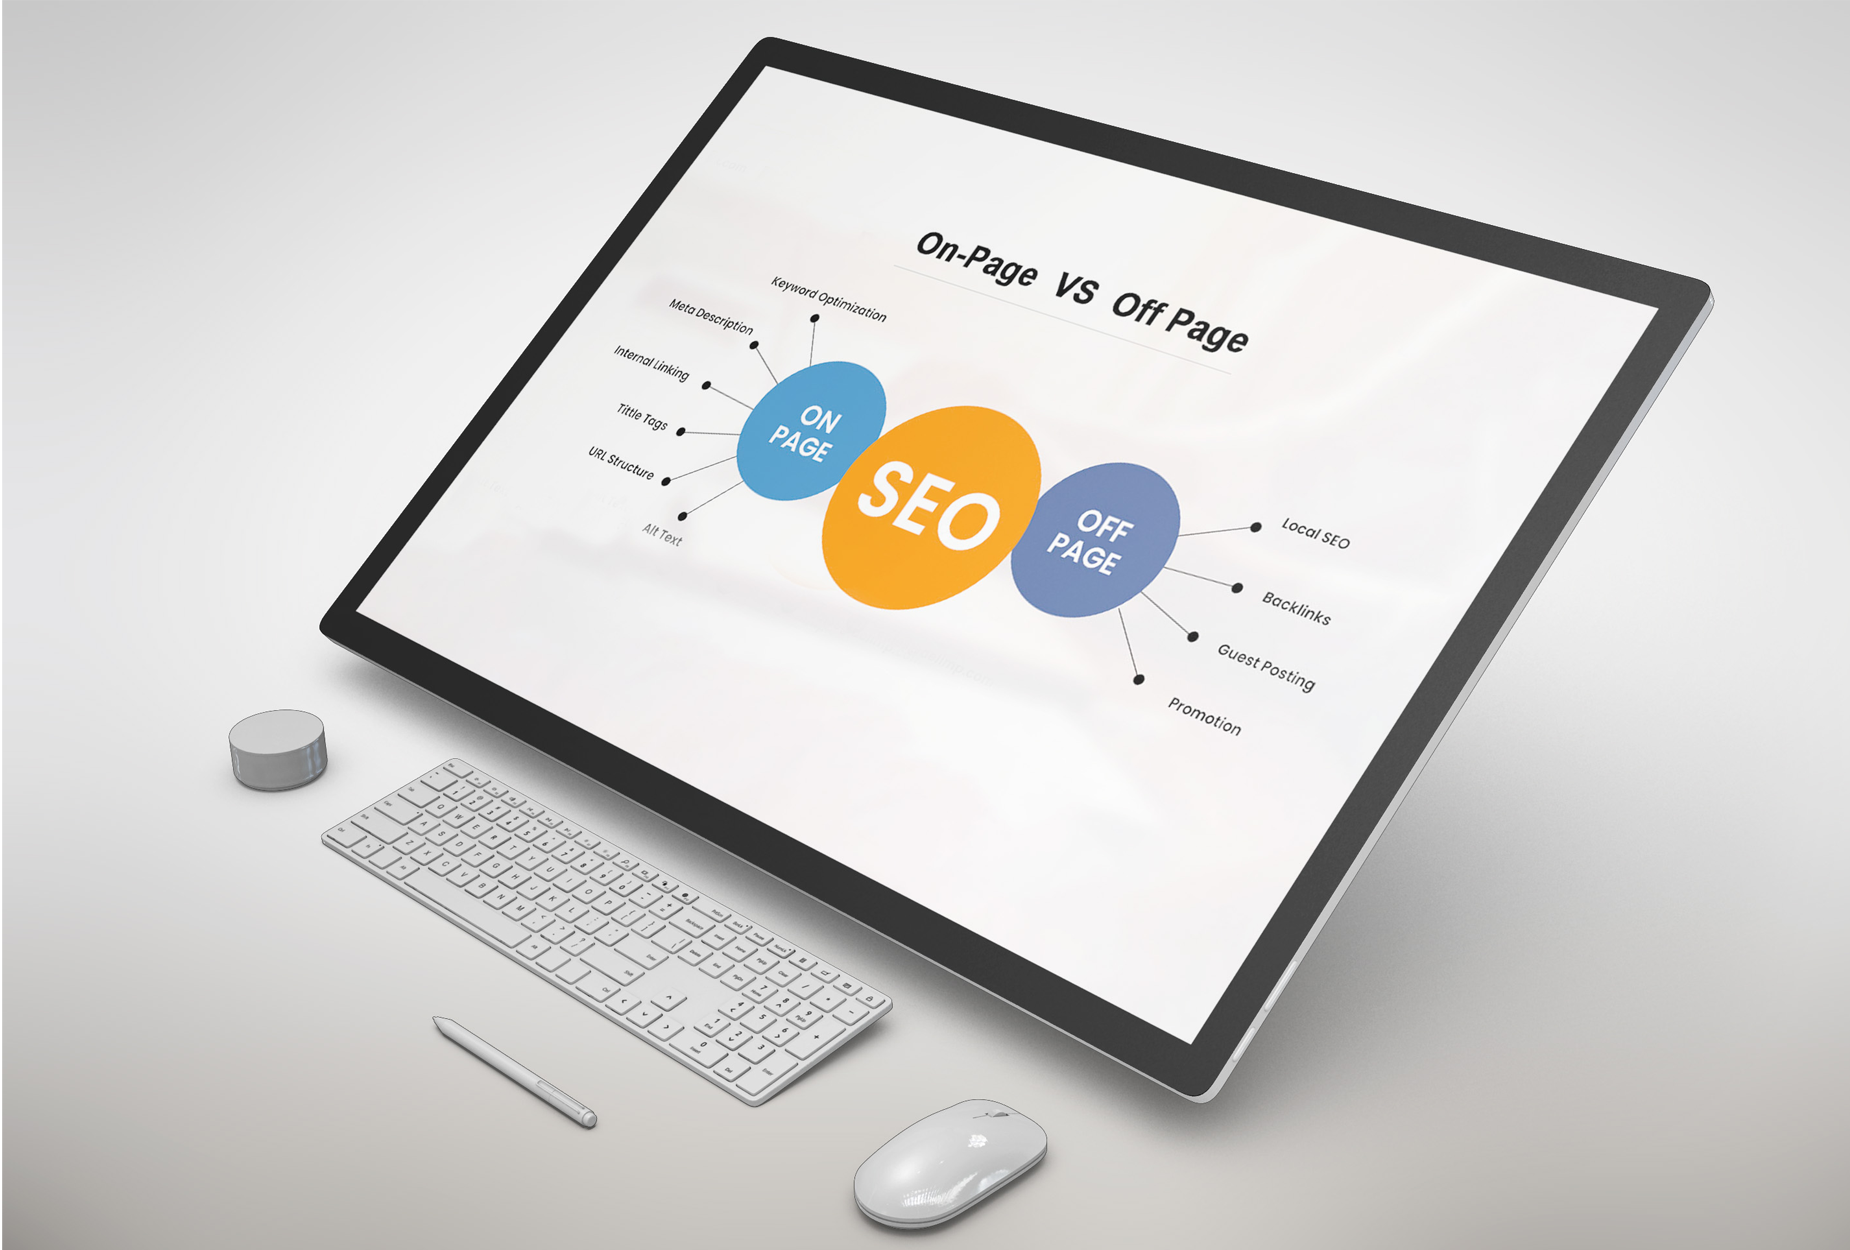 On-Page VS Off Page
Keyword Optimization
Meta Description
Internal Linking
Tittle Tags
URL Structure
Alt Text
ON
PAGE
SEO
OFF
PAGE
Local SEO
Backlinks
Guest Posting
Promotion